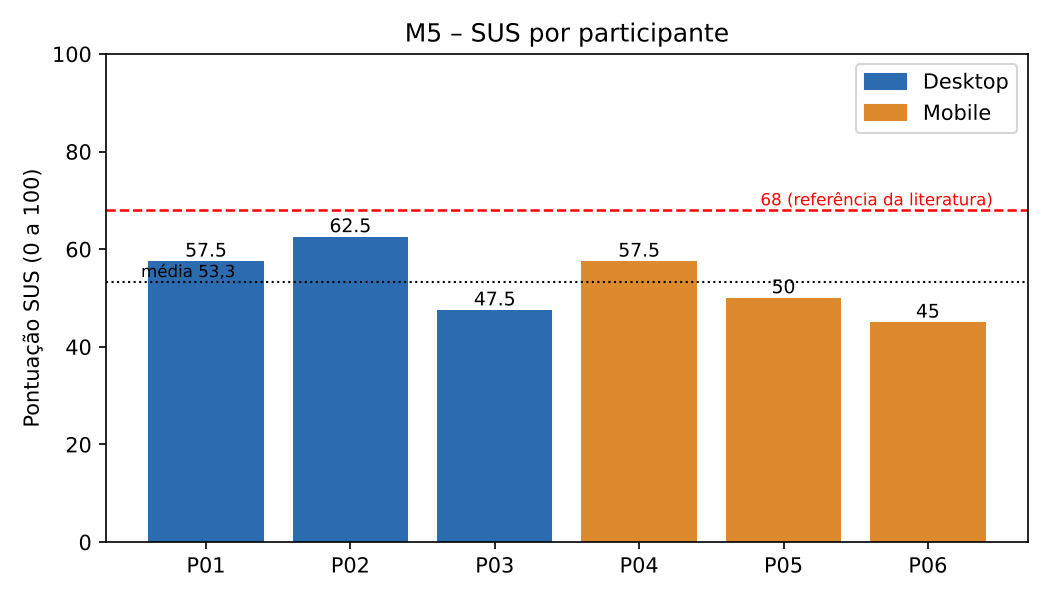 M5 – SUS por participante
Pontuação SUS (0 a 100)
100
80
60
40
20
0
Desktop
Mobile
68 (referência da literatura)
média 53,3
57.5
62.5
47.5
57.5
50
45
P01
P02
P03
P04
P05
P06